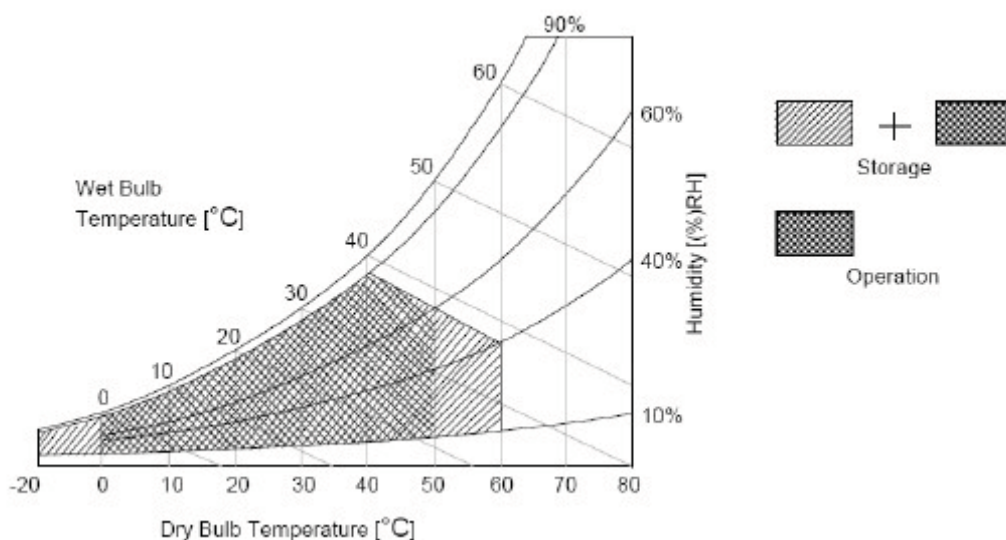 90%
60
60%
50
Storage
Wet Bulb
Temperature [°C]
40
Humidity [(%)RH]
40%
30
Operation
20
10
0
10%
-20 0 10 20 30 40 50 60 70 80
Dry Bulb Temperature [°C]